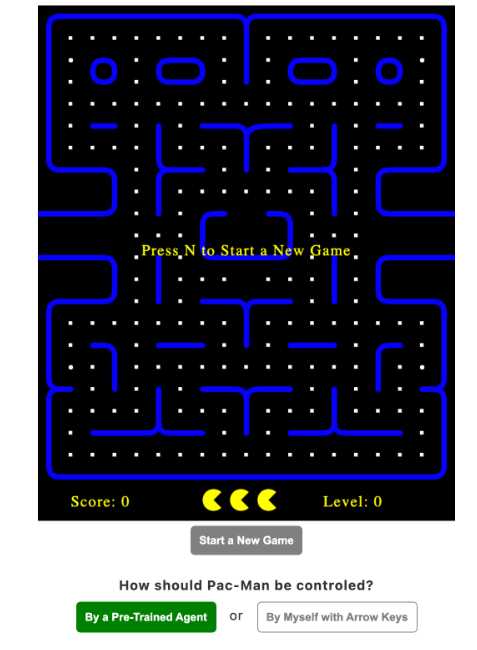 Press N to Start a New Game
Score: 0 Level: 0
Start a New Game
How should Pac-Man be controled?
By a Pre-Trained Agent or By Myself with Arrow Keys